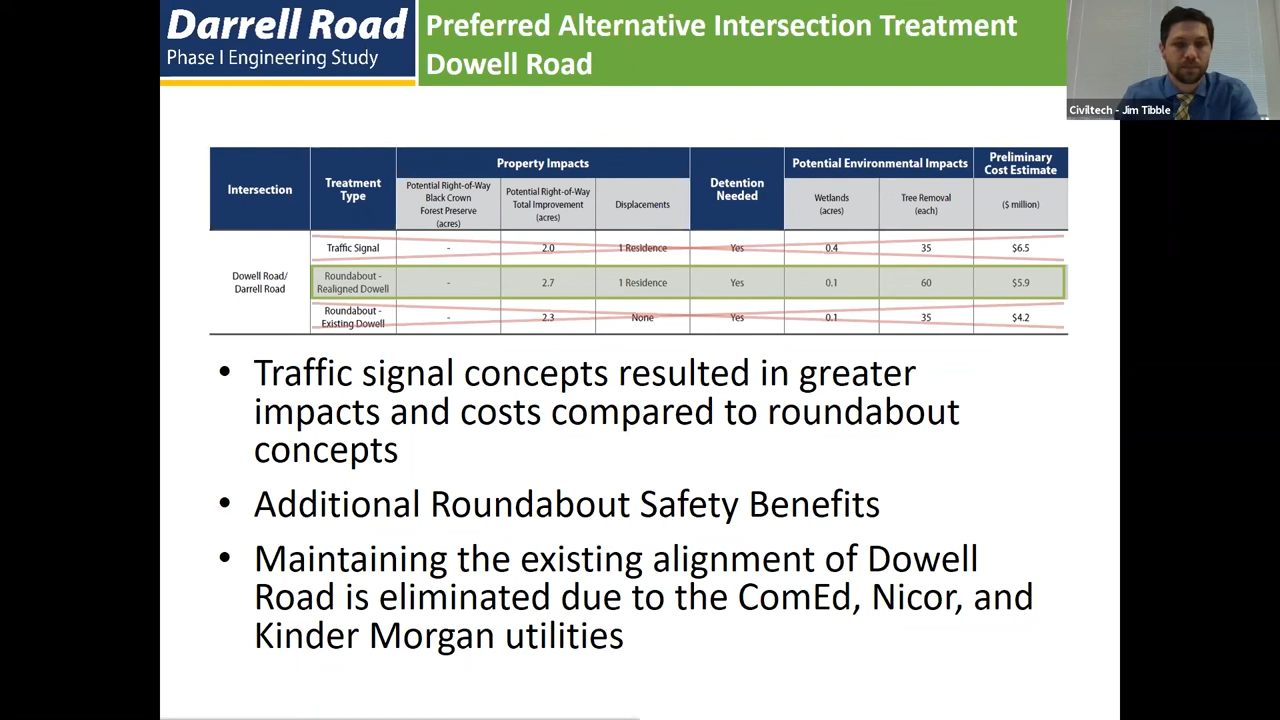 Darrell Road
Phase I Engineering Study
Preferred Alternative Intersection Treatment
Dowell Road
Civiltech - Jim Tibble
Intersection
Treatment
Type
Property Impacts
Potential Right-of-Way
Black Crown
Forest Preserve
(acres)
Potential Right-of-Way
Total Improvement
(acres)
Displacements
Detention
Needed
Potential Environmental Impacts
Wetlands
(acres)
Tree Removal
(each)
Preliminary
Cost Estimate
($ million)
Dowell Road/
Darrell Road
Traffic Signal - 2.0 1 Residence Yes 0.4 35 $6.5
Roundabout -
Realigned Dowell - 2.7 1 Residence Yes 0.1 60 $5.9
Roundabout -
Existing Dowell - 2.3 None Yes 0.1 35 $4.2
• Traffic signal concepts resulted in greater
impacts and costs compared to roundabout
concepts
• Additional Roundabout Safety Benefits
• Maintaining the existing alignment of Dowell
Road is eliminated due to the ComEd, Nicor, and
Kinder Morgan utilities